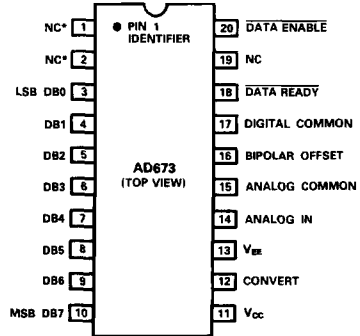 NC* 1 ● PIN 1 IDENTIFIER 20 DATA ENABLE
NC* 2 19 NC
LSB DB0 3 18 DATA READY
DB1 4 17 DIGITAL COMMON
DB2 5 16 BIPOLAR OFFSET
AD673
(TOP VIEW)
DB3 6 15 ANALOG COMMON
DB4 7 14 ANALOG IN
DB5 8 13 VEE
DB6 9 12 CONVERT
MSB DB7 10 11 VCC